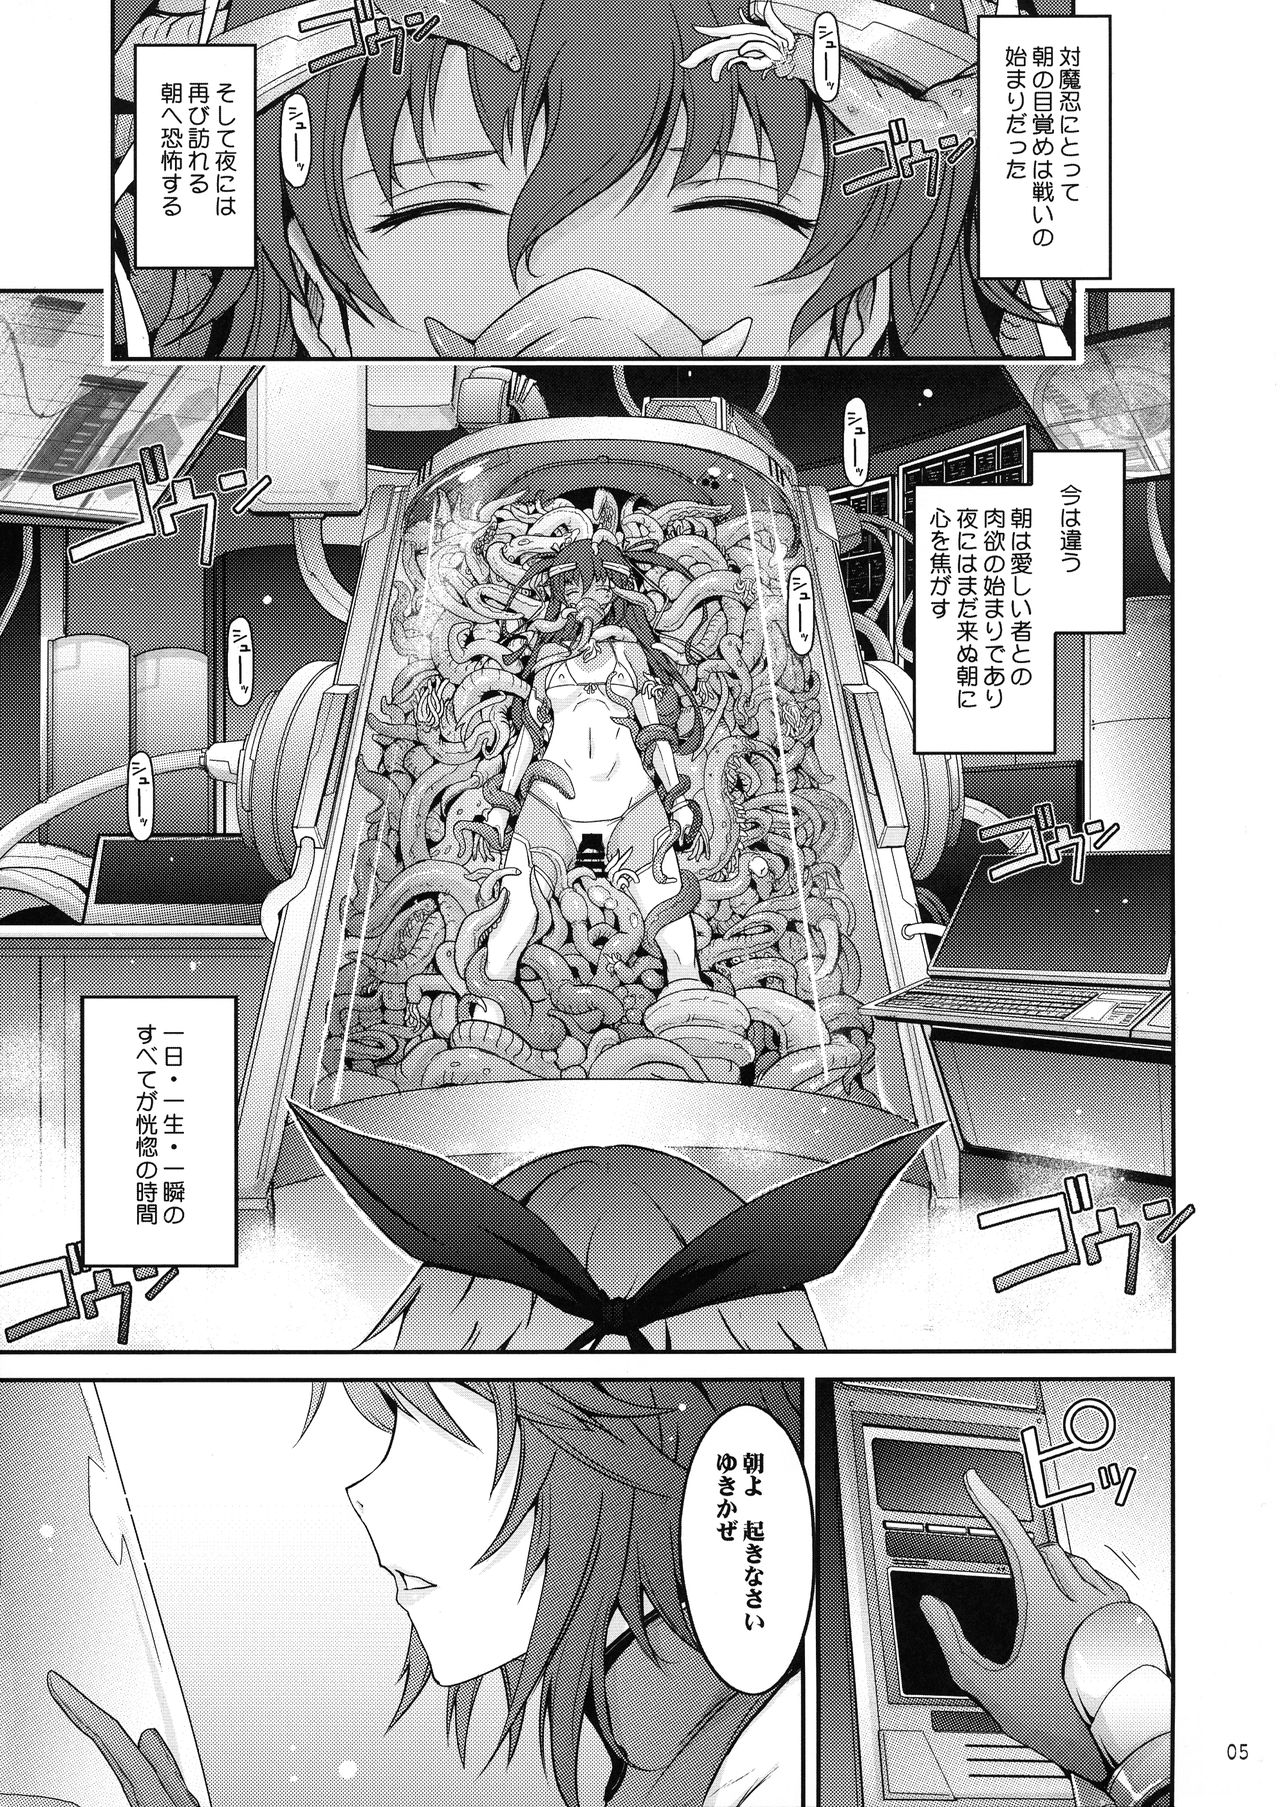 対魔忍にとって
朝の目覚めは戦いの
始まりだった
シューッ
ゴウン
ゴウン
そして夜には
再び訪れる
朝へ恐怖する
シューッ
今は違う
朝は愛しい者との
肉欲の始まりであり
夜にはまだ来ぬ朝に
心を焦がす
シューッ
シューッ
ゴウン
ゴウン
シューッ
シューッ
ゴウン
一日・一生・一瞬の
すべてが恍惚の時間
ゴウン
ピッ
朝よ　起きなさい
ゆきかぜ
05